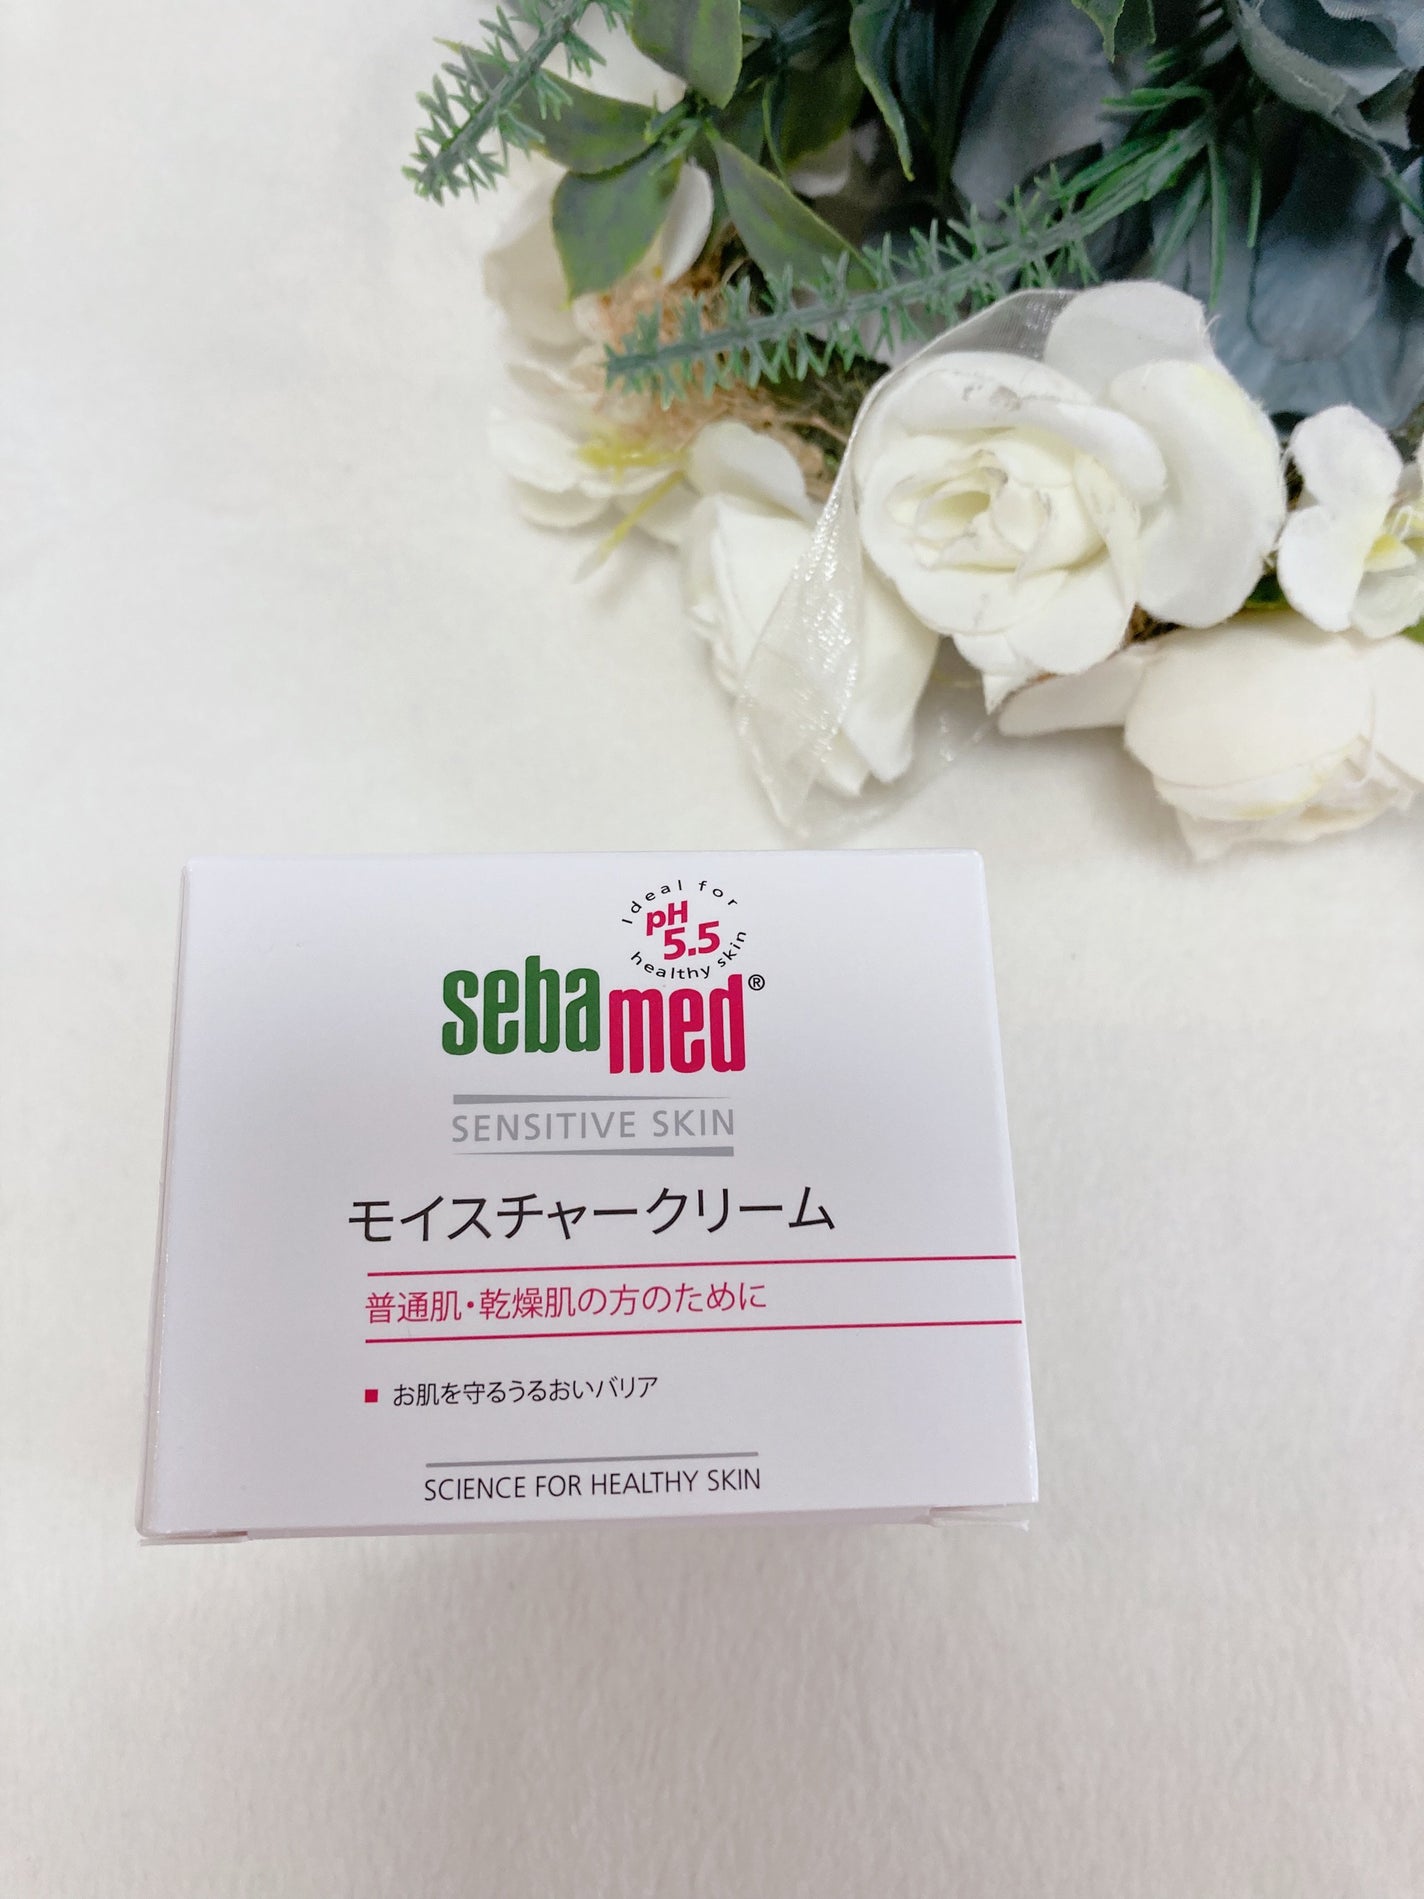 Ideal for
pH
5.5
healthy skin
sebamed®
SENSITIVE SKIN
モイスチャークリーム
普通肌・乾燥肌の方のために
■ お肌を守るうるおいバリア
SCIENCE FOR HEALTHY SKIN